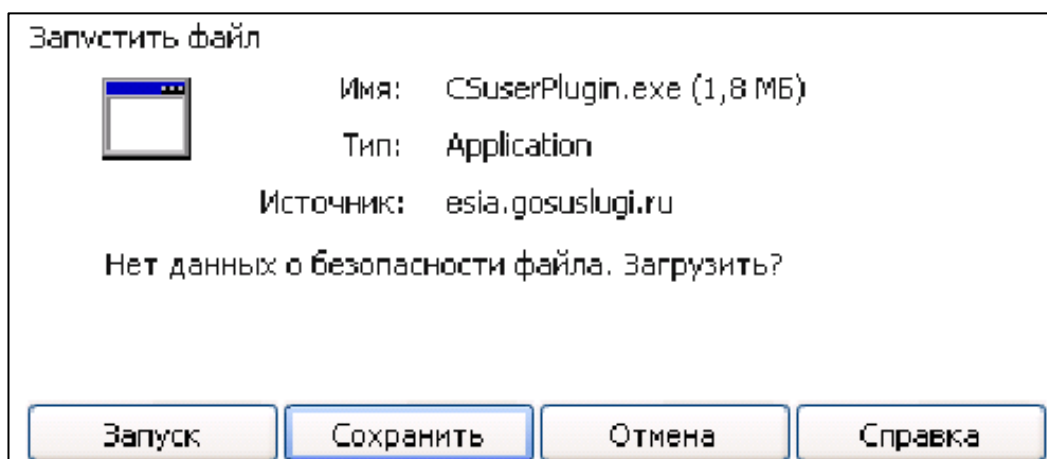 Запустить файл
Имя: CSuserPlugin.exe (1,8 МБ)
Тип: Application
Источник: esia.gosuslugi.ru
Нет данных о безопасности файла. Загрузить?
Запуск Сохранить Отмена Справка